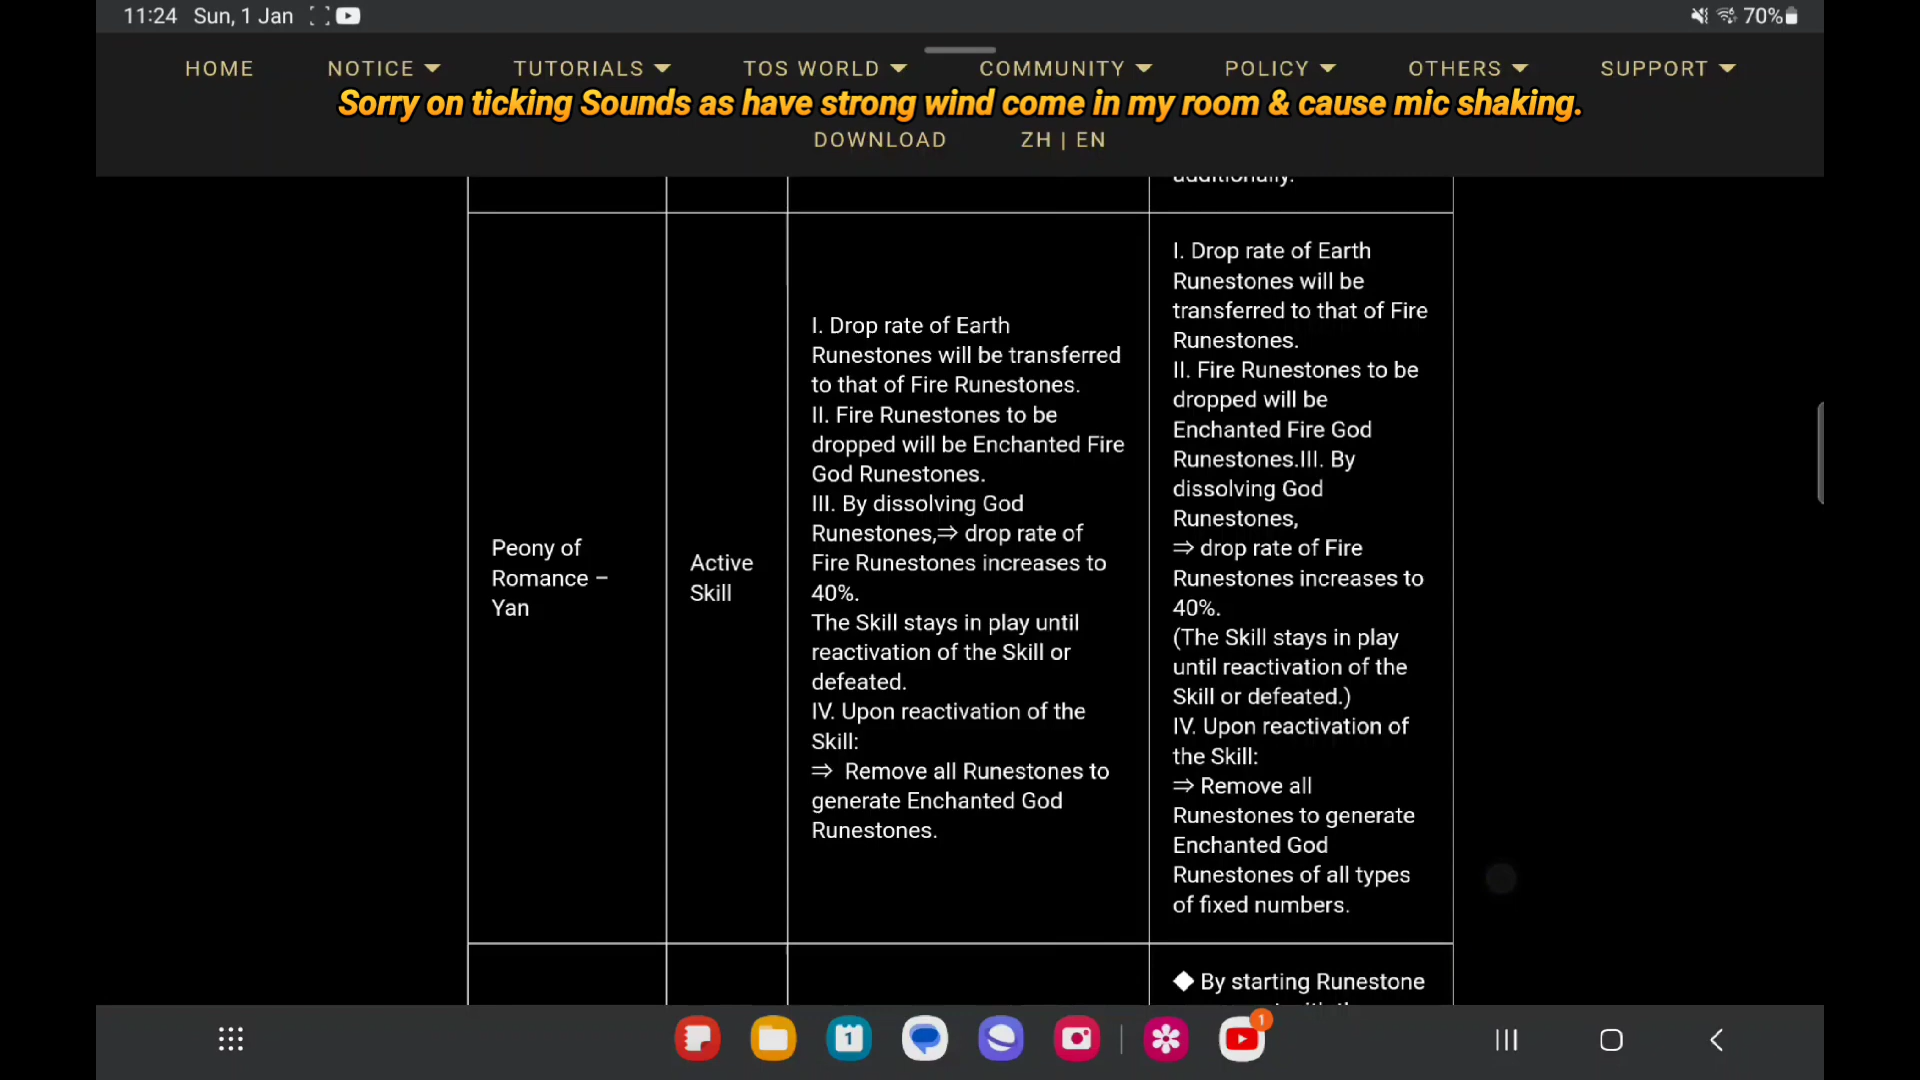 11:24 Sun, 1 Jan
70%
HOME NOTICE TUTORIALS TOS WORLD COMMUNITY POLICY OTHERS SUPPORT
Sorry on ticking Sounds as have strong wind come in my room & cause mic shaking.
DOWNLOAD ZH | EN
additionally.
Peony of
Romance –
Yan
Active
Skill
I. Drop rate of Earth
Runestones will be transferred
to that of Fire Runestones.
II. Fire Runestones to be
dropped will be Enchanted Fire
God Runestones.
III. By dissolving God
Runestones,⇒ drop rate of
Fire Runestones increases to
40%.
The Skill stays in play until
reactivation of the Skill or
defeated.
IV. Upon reactivation of the
Skill:
⇒ Remove all Runestones to
generate Enchanted God
Runestones.
I. Drop rate of Earth
Runestones will be
transferred to that of Fire
Runestones.
II. Fire Runestones to be
dropped will be
Enchanted Fire God
Runestones.III. By
dissolving God
Runestones,
⇒ drop rate of Fire
Runestones increases to
40%.
(The Skill stays in play
until reactivation of the
Skill or defeated.)
IV. Upon reactivation of
the Skill:
⇒ Remove all
Runestones to generate
Enchanted God
Runestones of all types
of fixed numbers.
◆ By starting Runestone
1
1